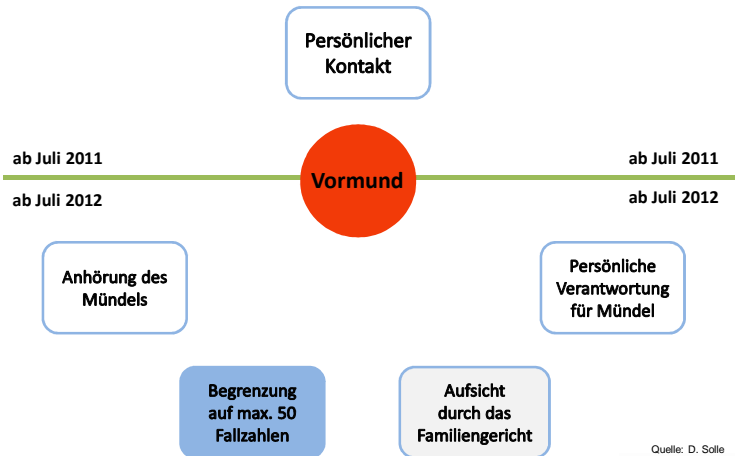 Persönlicher
Kontakt
ab Juli 2011
ab Juli 2011
Vormund
ab Juli 2012
ab Juli 2012
Anhörung des
Mündels
Persönliche
Verantwortung
für Mündel
Begrenzung
auf max. 50
Fallzahlen
Aufsicht
durch das
Familiengericht
Quelle: D. Solle